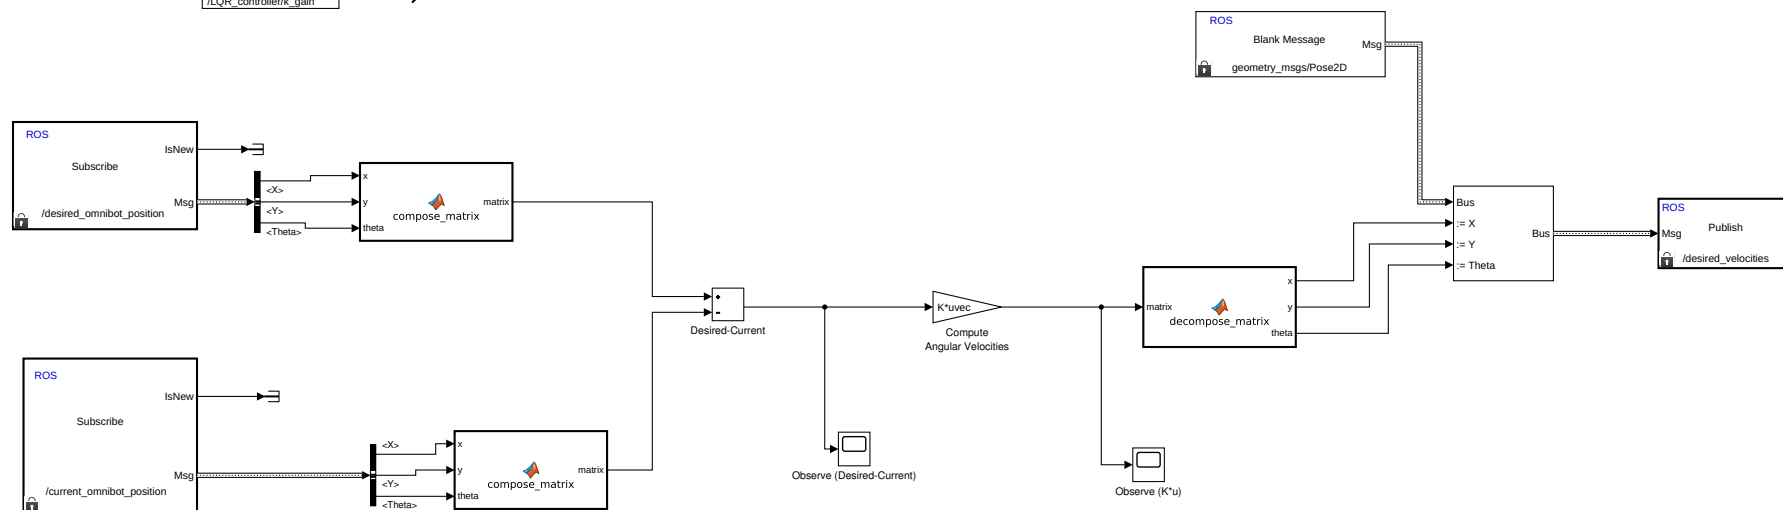 /LQR_controller/k_gain
ROS
Blank Message
Msg
geometry_msgs/Pose2D
ROS
IsNew
Subscribe
Msg
/desired_omnibot_position
<X>
<Y>
<Theta>
x
y
theta
matrix
compose_matrix
Bus
:= X
:= Y
:= Theta
Bus
ROS
Msg
Publish
/desired_velocities
+
-
Desired-Current
K*uvec
Compute
Angular Velocities
matrix
x
y
theta
decompose_matrix
ROS
IsNew
Subscribe
Msg
/current_omnibot_position
<X>
<Y>
<Theta>
x
y
theta
matrix
compose_matrix
Observe (Desired-Current)
Observe (K*u)